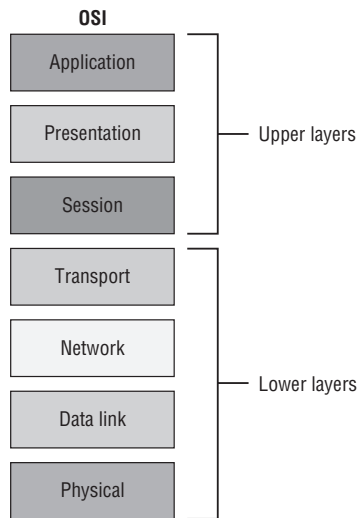 OSI
Application
Presentation
Upper layers
Session
Transport
Network
Lower layers
Data link
Physical